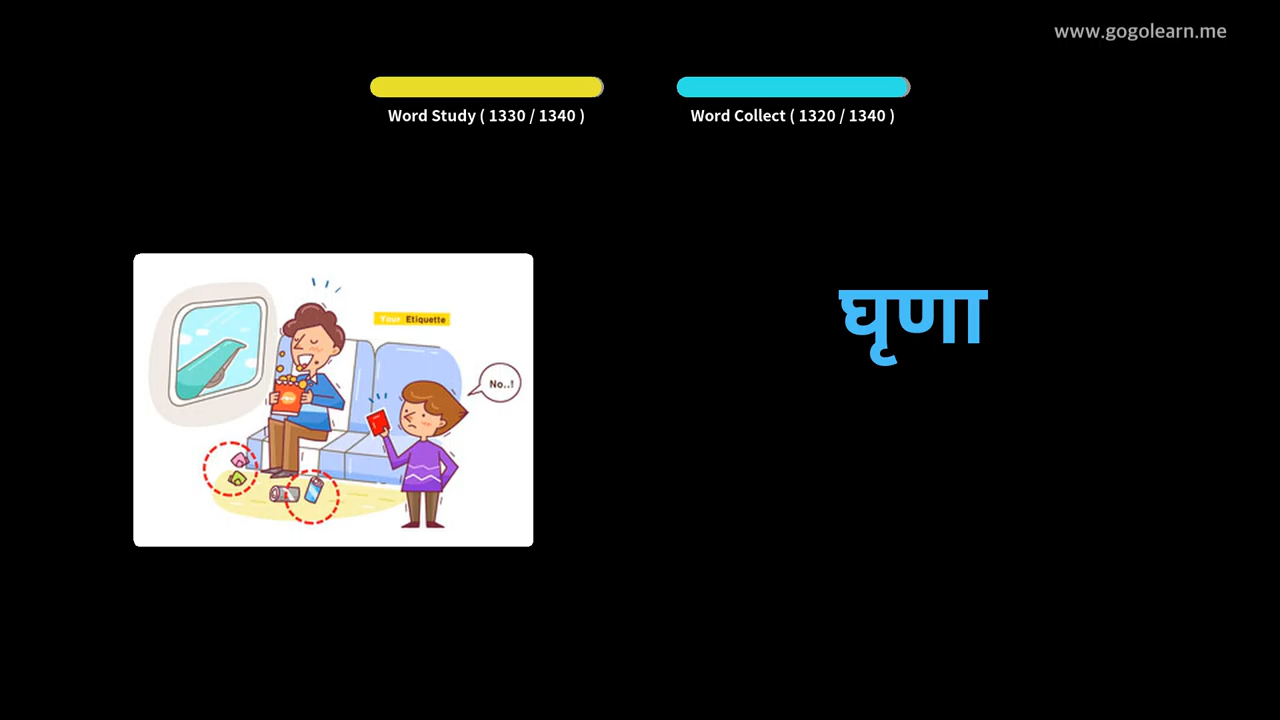 www.gogolearn.me
Word Study ( 1330 / 1340 )
Word Collect ( 1320 / 1340 )
Your Etiquette
No..!
घृणा